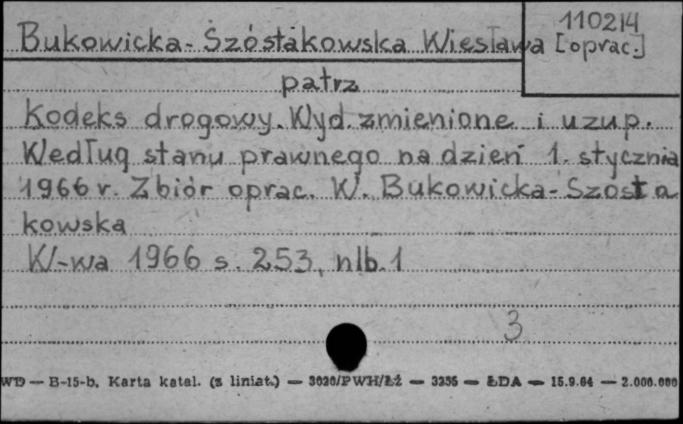 110214
Bukowicka-Szóstakowska Wiesława [oprac.]
patrz
Kodeks drogowy. Wyd. zmienione i uzup.
Według stanu prawnego na dzień 1. stycznia
1966 r. Zbiór oprac. W. Bukowicka-Szosta
kowska
W-wa 1966 s. 253, nlb. 1
3
WD — B-15-b. Karta katal. (z liniat.) — 3020/PWH/ŁŻ — 3235 — ŁDA — 15.9.64 — 2.000.000